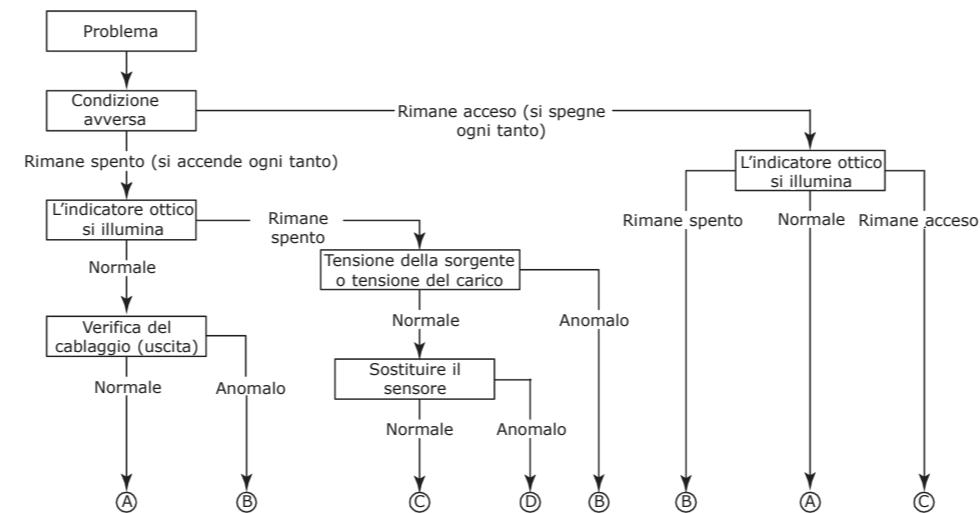 Problema
Condizione
avversa
Rimane acceso (si spegne
ogni tanto)
Rimane spento (si accende ogni tanto)
L'indicatore ottico
si illumina
L'indicatore ottico
si illumina
Rimane
spento
Rimane spento
Normale
Rimane acceso
Normale
Tensione della sorgente
o tensione del carico
Verifica del
cablaggio (uscita)
Normale
Anomalo
Sostituire il
sensore
Normale
Anomalo
Normale
Anomalo
A
B
C
D
B
B
A
C